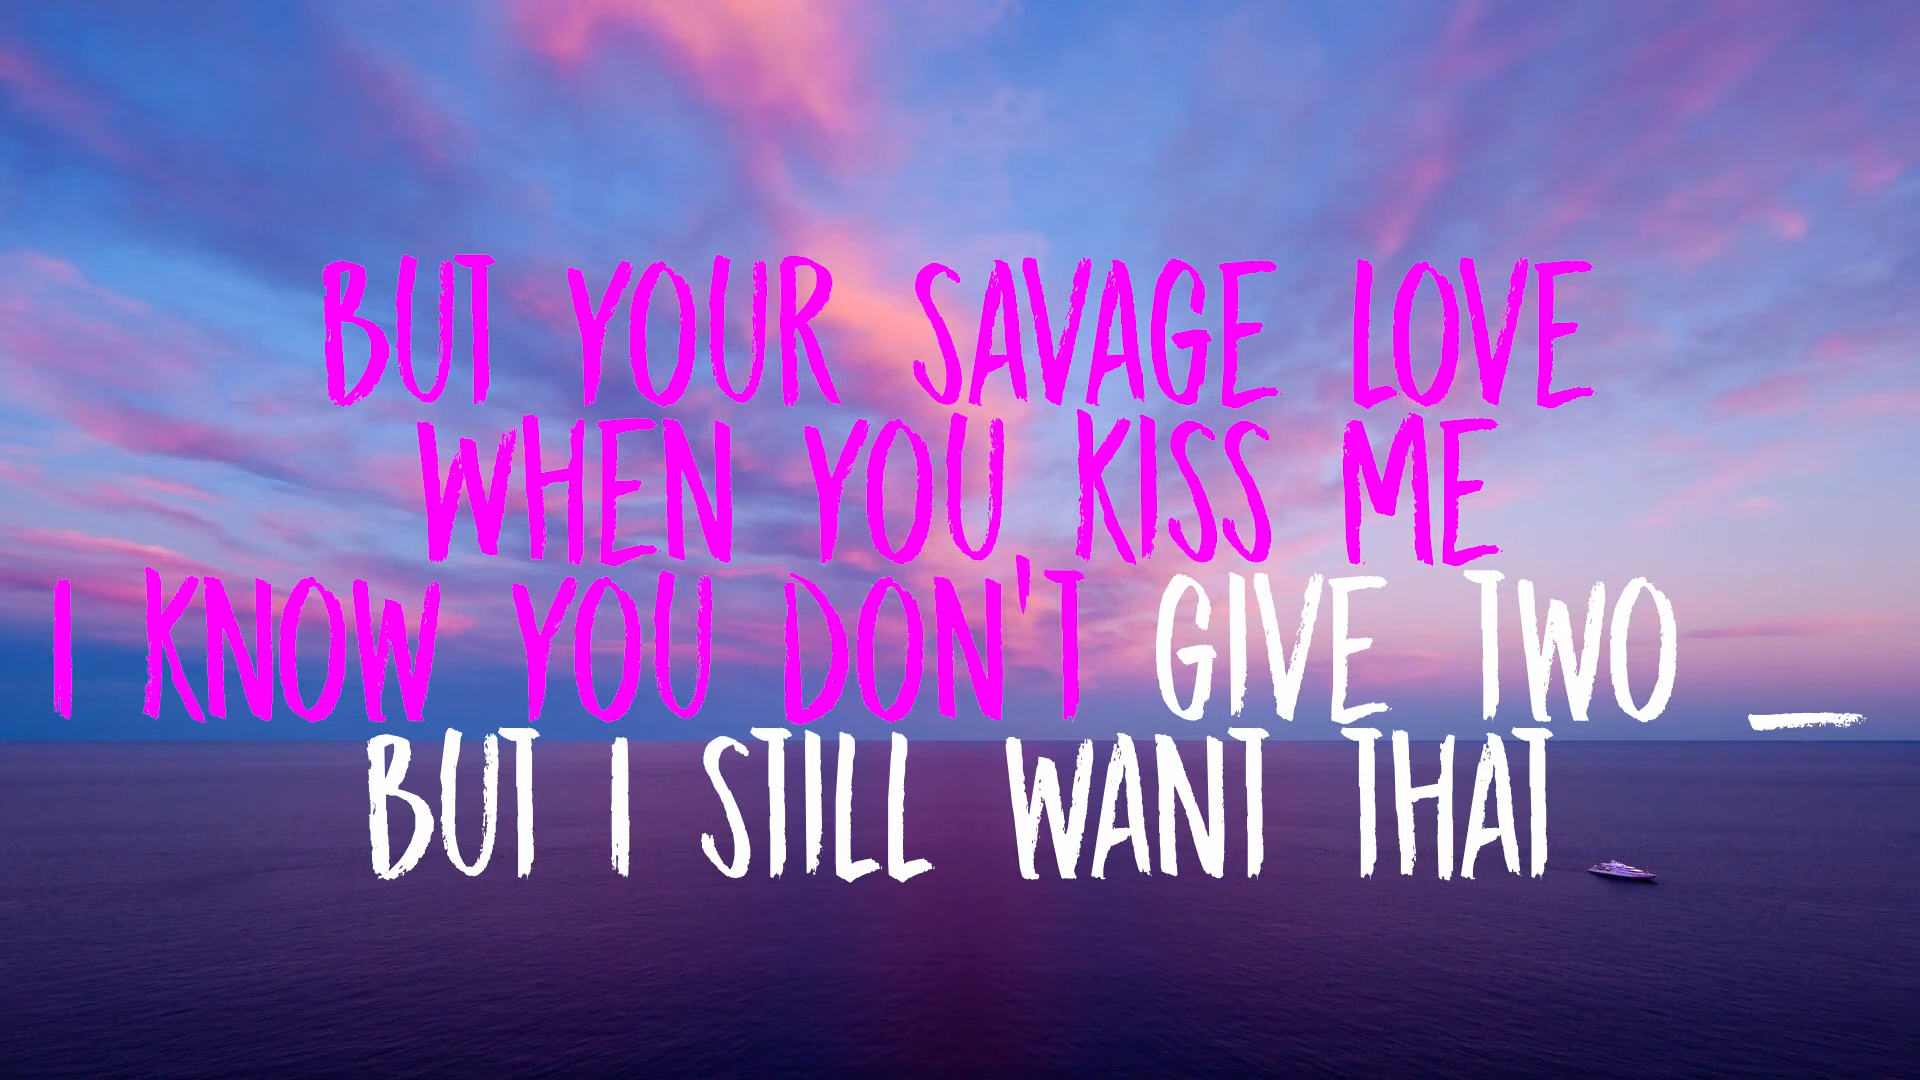 BUT YOUR SAVAGE LOVE
WHEN YOU KISS ME
I KNOW YOU DON'T GIVE TWO _
BUT I STILL WANT THAT